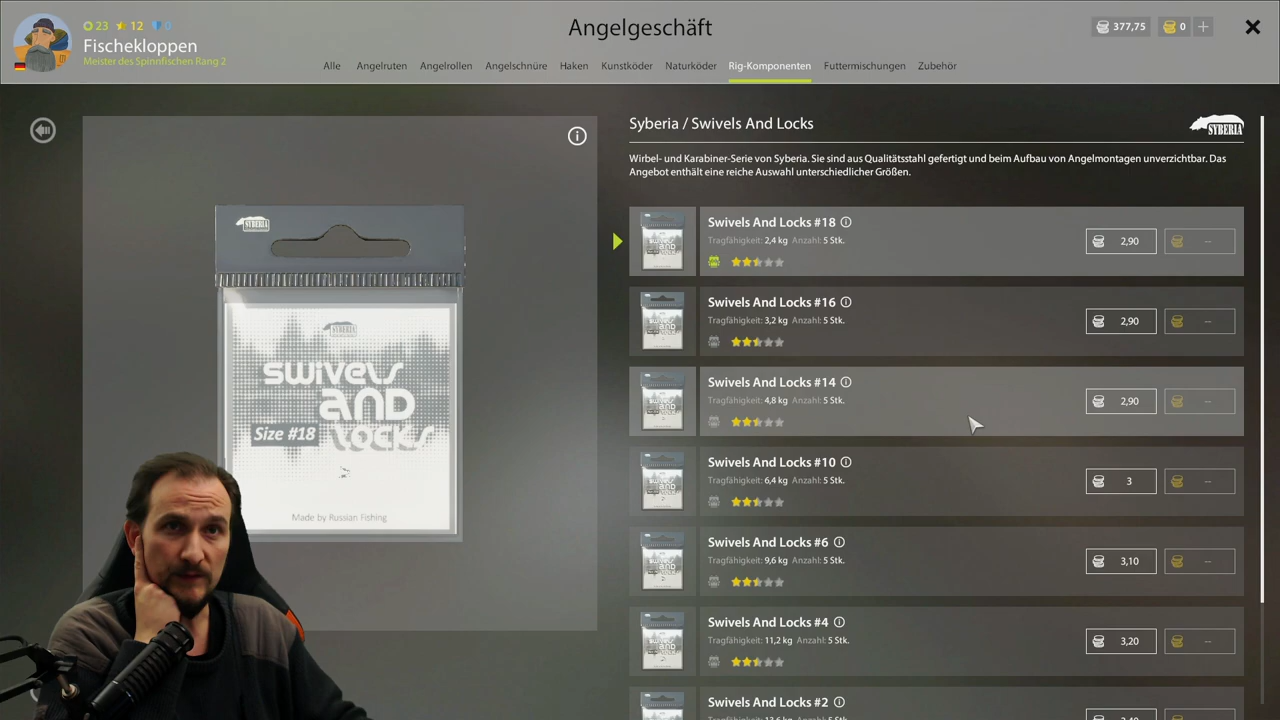 23 12 0
Fischekloppen
Meister des Spinnfischen Rang 2
Angelgeschäft
377,75
0
Alle Angelruten Angelrollen Angelschnüre Haken Kunstköder Naturköder Rig-Komponenten Futtermischungen Zubehör
SYBERIA
SWIVELS
AND
Size #18 LOCKS
Made by Russian Fishing
Syberia / Swivels And Locks
SYBERIA
Wirbel- und Karabiner-Serie von Syberia. Sie sind aus Qualitätsstahl gefertigt und beim Aufbau von Angelmontagen unverzichtbar. Das
Angebot enthält eine reiche Auswahl unterschiedlicher Größen.
Swivels And Locks #18
Tragfähigkeit: 2,4 kg Anzahl: 5 Stk.
2,90 --
Swivels And Locks #16
Tragfähigkeit: 3,2 kg Anzahl: 5 Stk.
2,90 --
Swivels And Locks #14
Tragfähigkeit: 4,8 kg Anzahl: 5 Stk.
2,90 --
Swivels And Locks #10
Tragfähigkeit: 6,4 kg Anzahl: 5 Stk.
3 --
Swivels And Locks #6
Tragfähigkeit: 9,6 kg Anzahl: 5 Stk.
3,10 --
Swivels And Locks #4
Tragfähigkeit: 11,2 kg Anzahl: 5 Stk.
3,20 --
Swivels And Locks #2